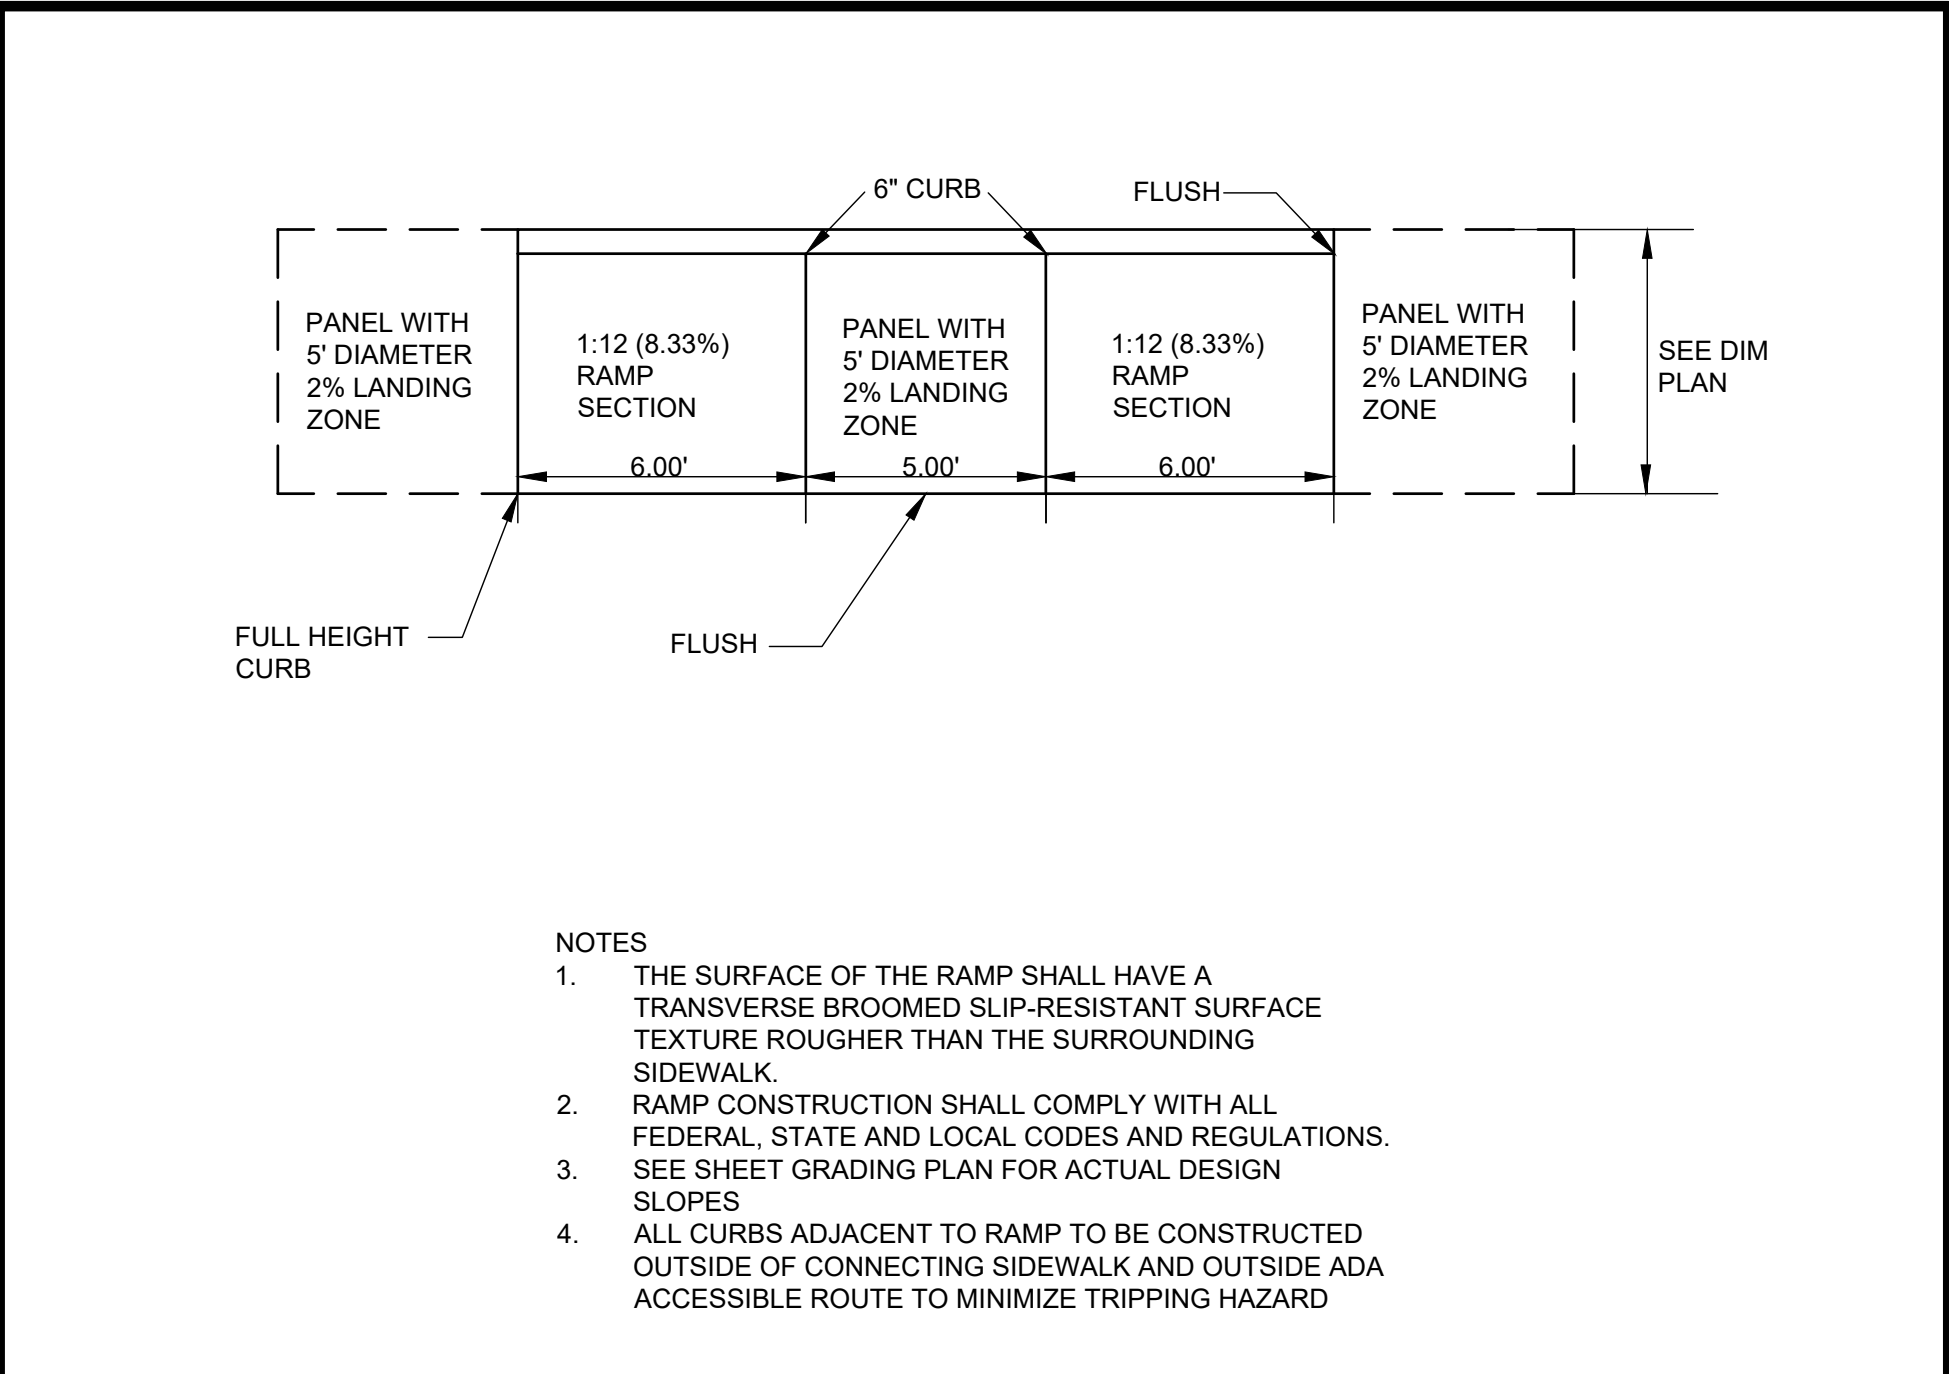 6" CURB
FLUSH
PANEL WITH
5' DIAMETER
2% LANDING
ZONE
1:12 (8.33%)
RAMP
SECTION
PANEL WITH
5' DIAMETER
2% LANDING
ZONE
1:12 (8.33%)
RAMP
SECTION
PANEL WITH
5' DIAMETER
2% LANDING
ZONE
SEE DIM
PLAN
6.00'
5.00'
6.00'
FULL HEIGHT
CURB
FLUSH
NOTES
1. THE SURFACE OF THE RAMP SHALL HAVE A
TRANSVERSE BROOMED SLIP-RESISTANT SURFACE
TEXTURE ROUGHER THAN THE SURROUNDING
SIDEWALK.
2. RAMP CONSTRUCTION SHALL COMPLY WITH ALL
FEDERAL, STATE AND LOCAL CODES AND REGULATIONS.
3. SEE SHEET GRADING PLAN FOR ACTUAL DESIGN
SLOPES
4. ALL CURBS ADJACENT TO RAMP TO BE CONSTRUCTED
OUTSIDE OF CONNECTING SIDEWALK AND OUTSIDE ADA
ACCESSIBLE ROUTE TO MINIMIZE TRIPPING HAZARD